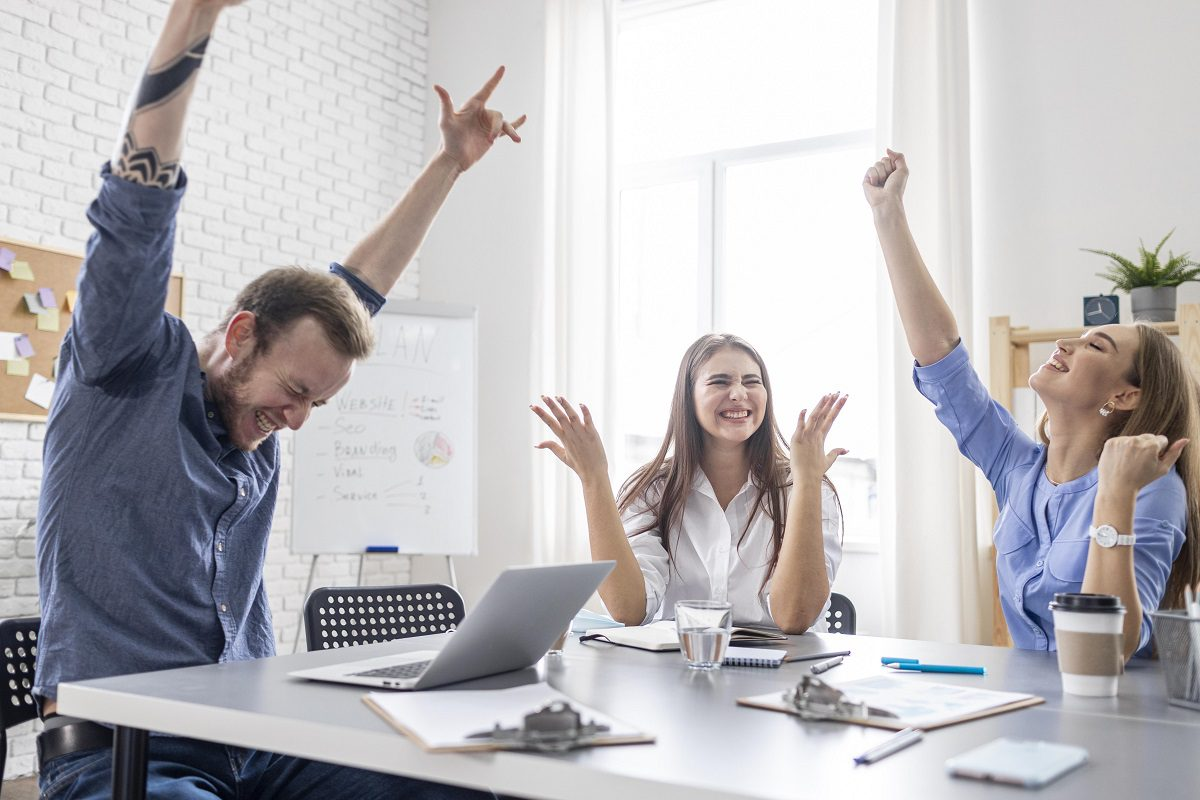 PLAN
WEBSITE
- Seo
- Branding
- Viral
- Service